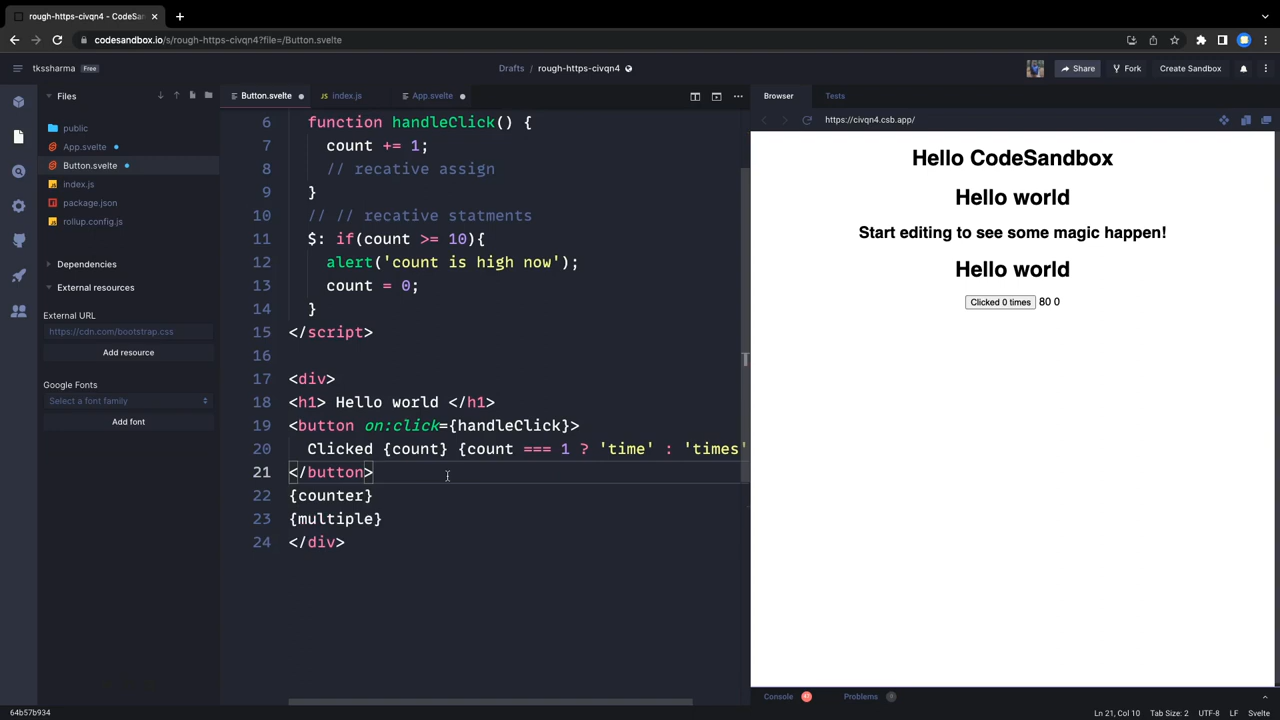 rough-https-civqn4 - CodeSan
codesandbox.io/s/rough-https-civqn4?file=/Button.svelte
tkssharma Free
Drafts / rough-https-civqn4
Share
Fork
Create Sandbox
Files
public
App.svelte
Button.svelte
index.js
package.json
rollup.config.js
Dependencies
External resources
External URL
https://cdn.com/bootstrap.css
Add resource
Google Fonts
Select a font family
Add font
64b57b934
Button.svelte
index.js
App.svelte
6 function handleClick() {
7 count += 1;
8 // recative assign
9 }
10 // // recative statments
11 $: if(count >= 10){
12 alert('count is high now');
13 count = 0;
14 }
15 </script>
16
17 <div>
18 <h1> Hello world </h1>
19 <button on:click={handleClick}>
20 Clicked {count} {count === 1 ? 'time' : 'times'
21 </button>
22 {counter}
23 {multiple}
24 </div>
Browser
Tests
https://civqn4.csb.app/
Hello CodeSandbox
Hello world
Start editing to see some magic happen!
Hello world
Clicked 0 times 80 0
Console
Problems 0
Ln 21, Col 10 Tab Size: 2 UTF-8 LF Svelte